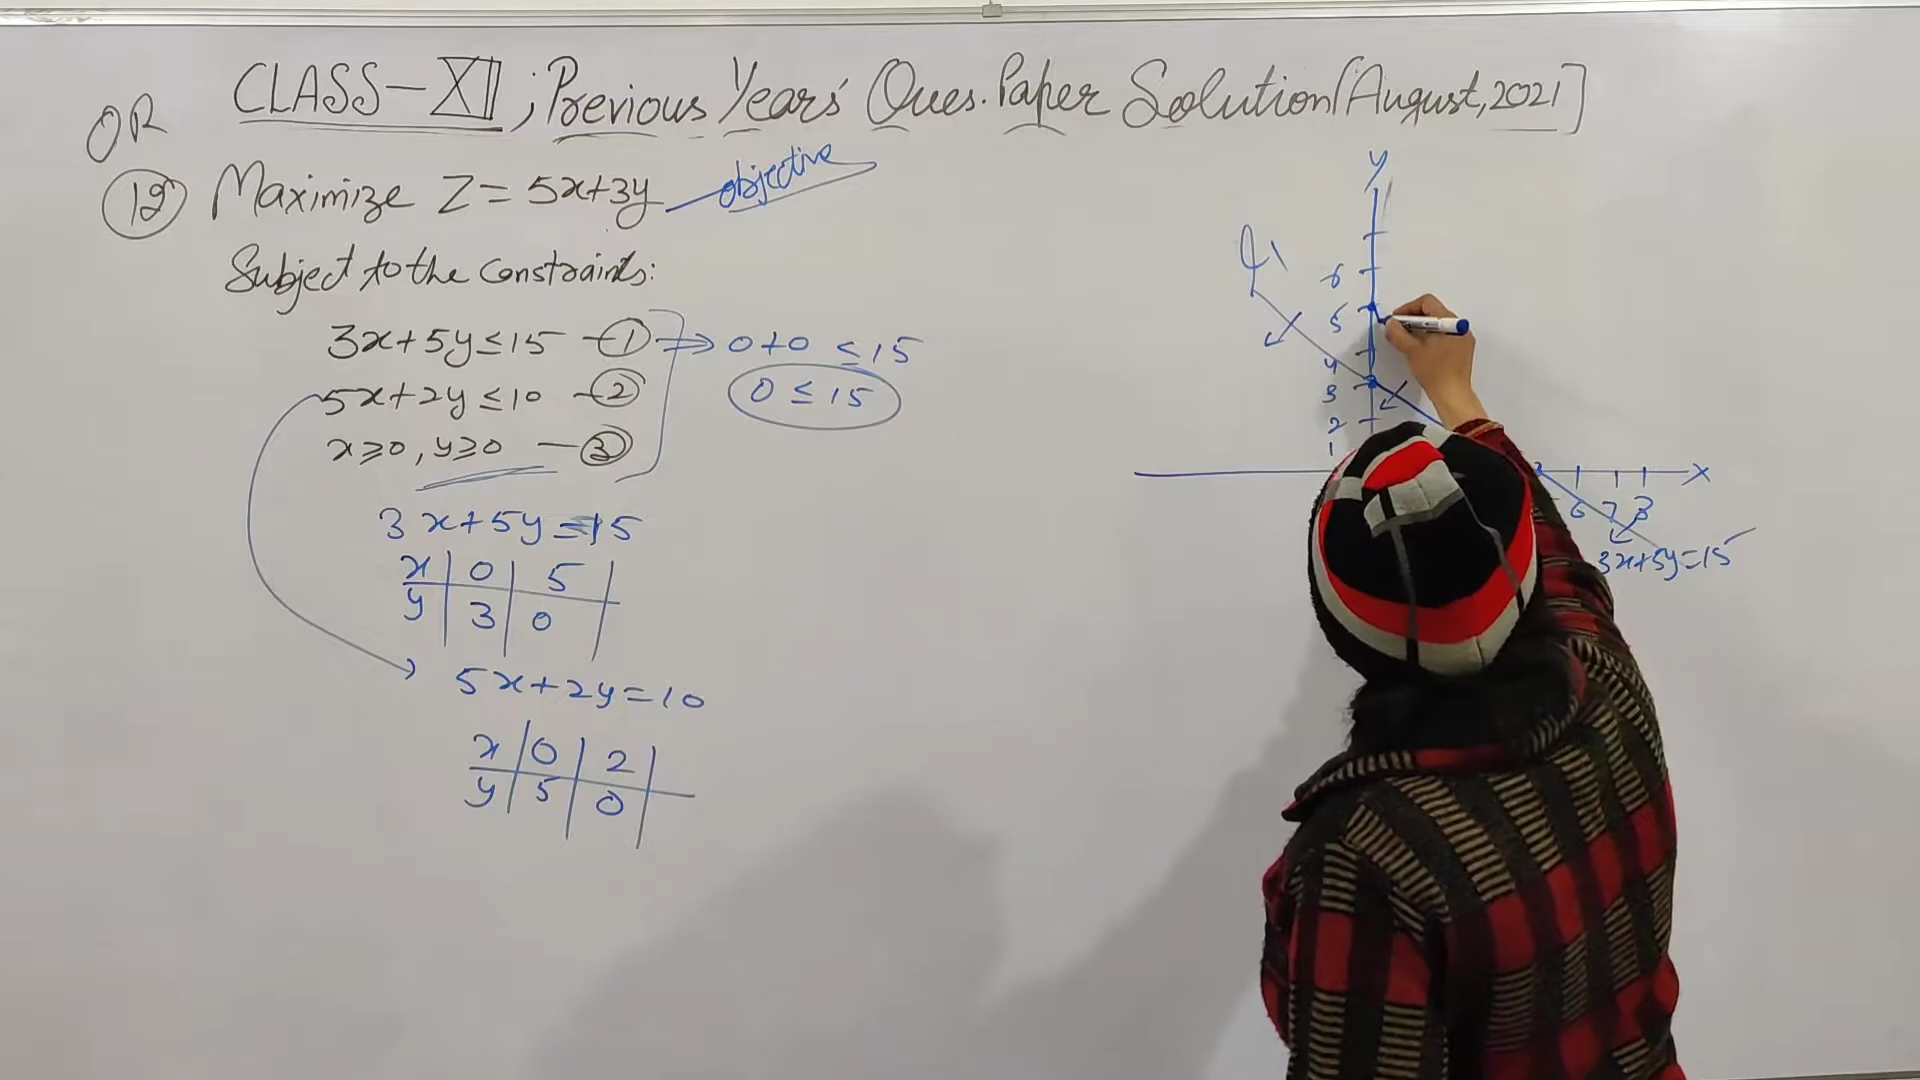 CLASS-XII; Previous Years' Ques. Paper Solution [August, 2021]
OR
12 Maximize Z = 5x+3y objective
Subject to the Constraints:
3x+5y≤15 — 1 ⇒ 0+0 ≤ 15
5x+2y≤10 — 2 0 ≤ 15
x≥0, y≥0 — 3
3x+5y=15
x | 0 | 5
y | 3 | 0
5x+2y=10
x | 0 | 2
y | 5 | 0
y
6
5
4
3
2
1
x
6 7 8
3x+5y=15